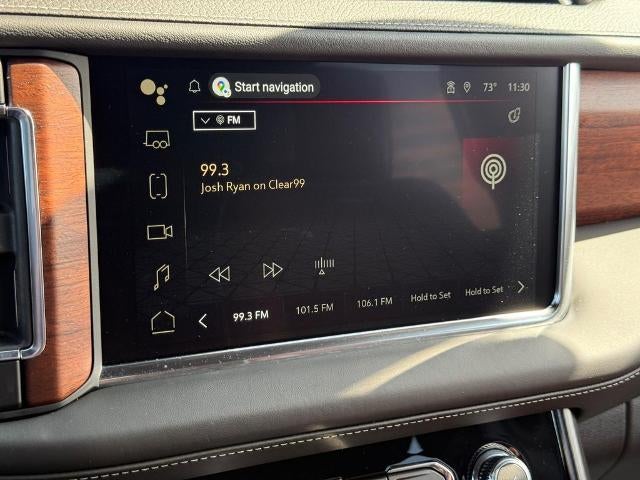 Start navigation
73° 11:30
FM
99.3
Josh Ryan on Clear99
99.3 FM 101.5 FM 106.1 FM Hold to Set Hold to Set